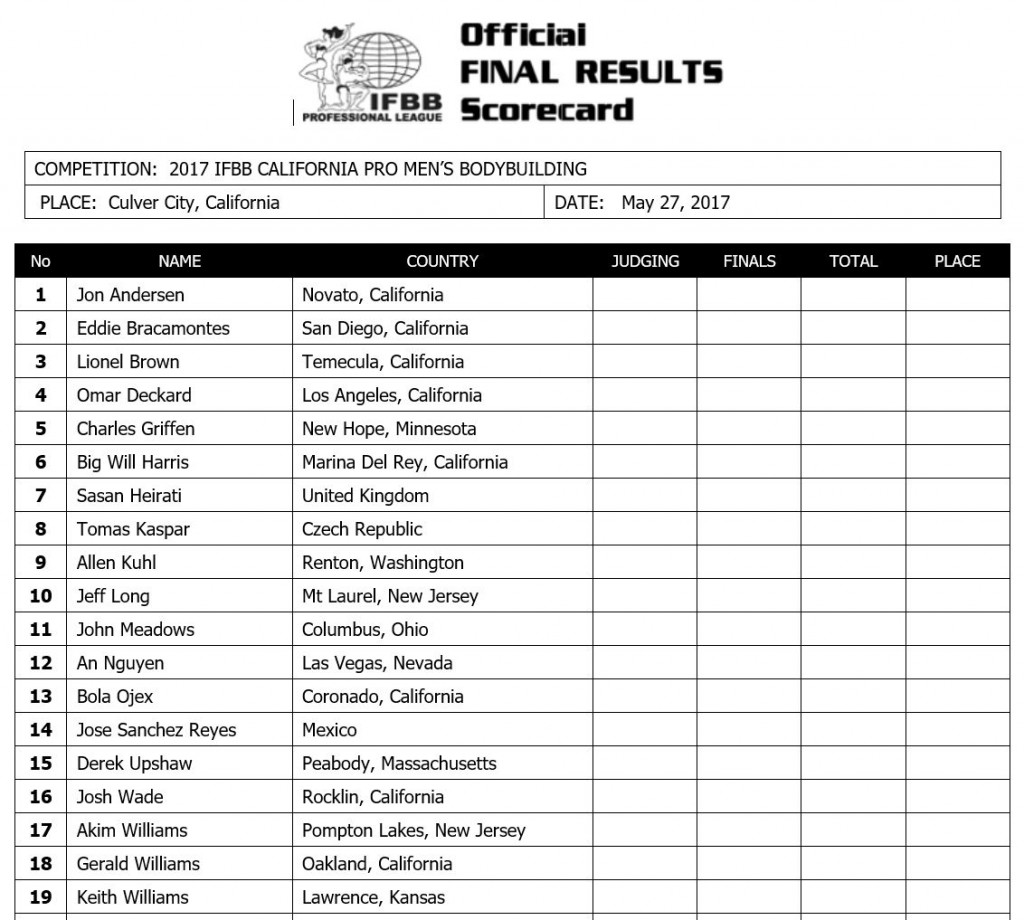 Official
FINAL RESULTS
Scorecard
IFBB
PROFESSIONAL LEAGUE
COMPETITION: 2017 IFBB CALIFORNIA PRO MEN’S BODYBUILDING
PLACE: Culver City, California DATE: May 27, 2017
No NAME COUNTRY JUDGING FINALS TOTAL PLACE
1 Jon Andersen Novato, California
2 Eddie Bracamontes San Diego, California
3 Lionel Brown Temecula, California
4 Omar Deckard Los Angeles, California
5 Charles Griffen New Hope, Minnesota
6 Big Will Harris Marina Del Rey, California
7 Sasan Heirati United Kingdom
8 Tomas Kaspar Czech Republic
9 Allen Kuhl Renton, Washington
10 Jeff Long Mt Laurel, New Jersey
11 John Meadows Columbus, Ohio
12 An Nguyen Las Vegas, Nevada
13 Bola Ojex Coronado, California
14 Jose Sanchez Reyes Mexico
15 Derek Upshaw Peabody, Massachusetts
16 Josh Wade Rocklin, California
17 Akim Williams Pompton Lakes, New Jersey
18 Gerald Williams Oakland, California
19 Keith Williams Lawrence, Kansas